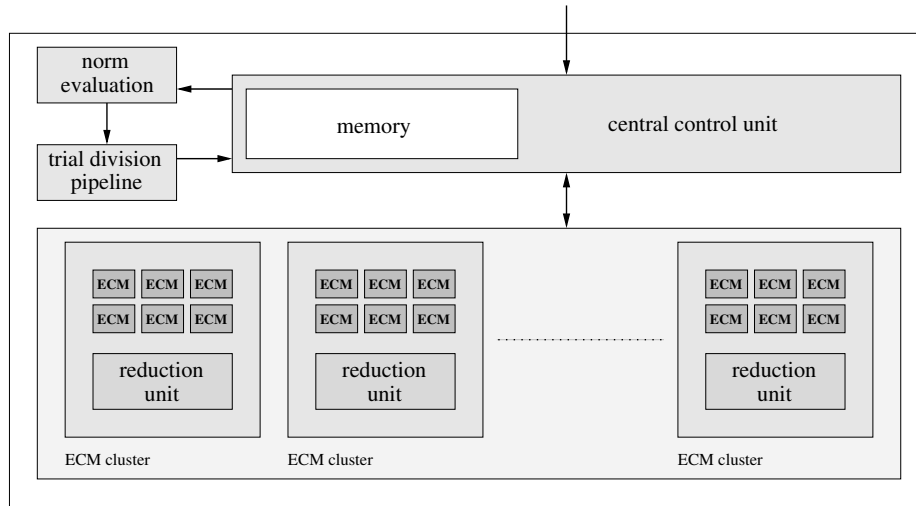 norm
evaluation
memory
central control unit
trial division
pipeline
ECM ECM ECM
ECM ECM ECM
reduction
unit
ECM cluster
ECM ECM ECM
ECM ECM ECM
reduction
unit
ECM cluster
ECM ECM ECM
ECM ECM ECM
reduction
unit
ECM cluster